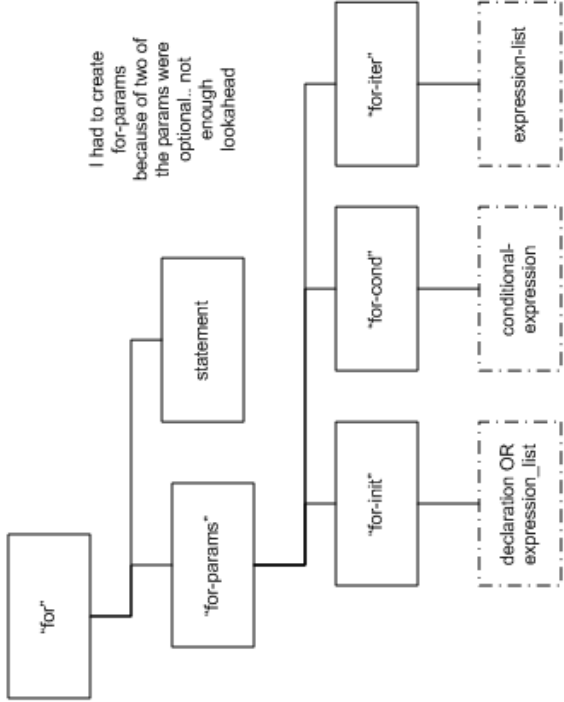 “for”
I had to create
for-params
because of two of
the params were
optional.. not
enough
lookahead
“for-params”
statement
“for-init”
“for-cond”
“for-iter”
declaration OR
expression_list
conditional-
expression
expression-list